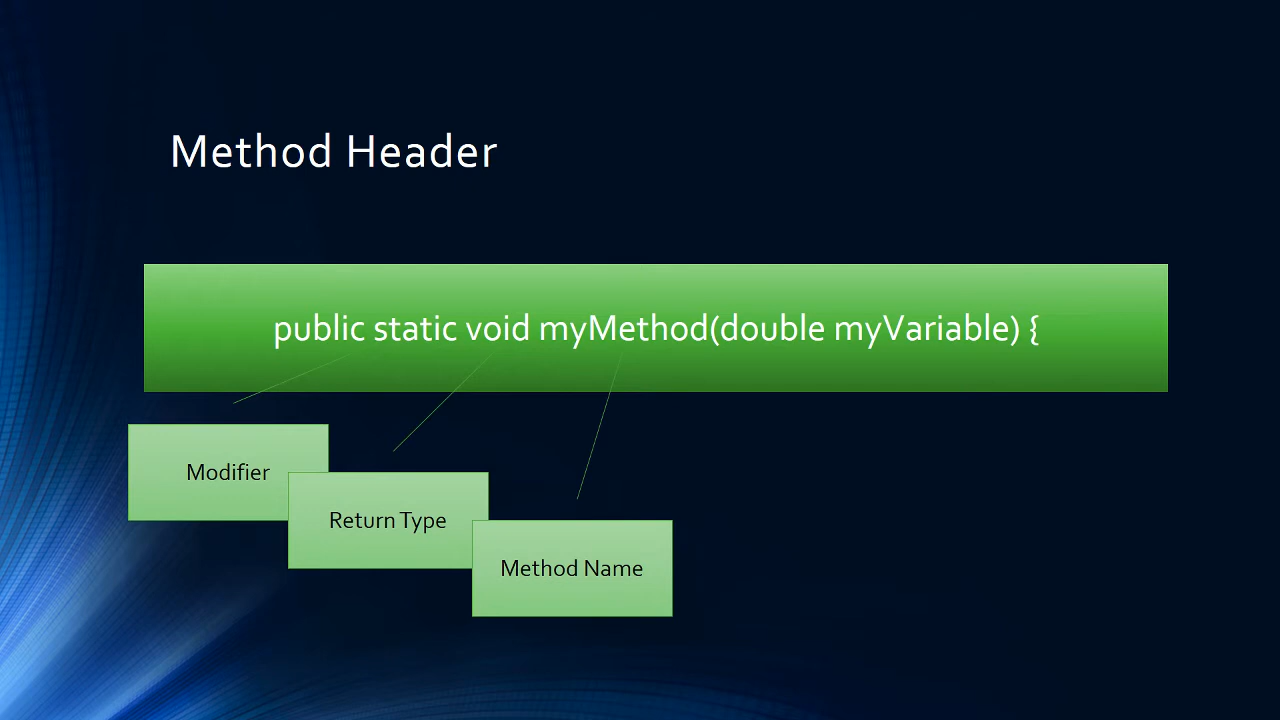 Method Header
public static void myMethod(double myVariable) {
Modifier
Return Type
Method Name